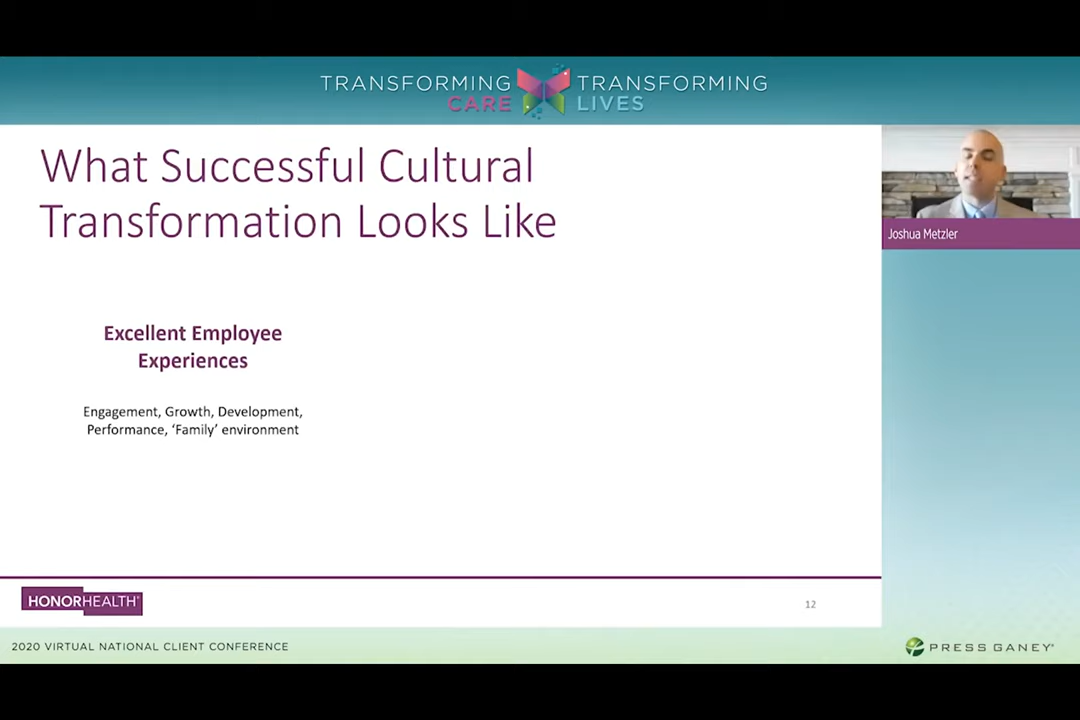 TRANSFORMING CARE
TRANSFORMING LIVES
What Successful Cultural
Transformation Looks Like
Joshua Metzler
Excellent Employee
Experiences
Engagement, Growth, Development,
Performance, ‘Family’ environment
HONORHEALTH®
12
2020 VIRTUAL NATIONAL CLIENT CONFERENCE
PRESS GANEY®